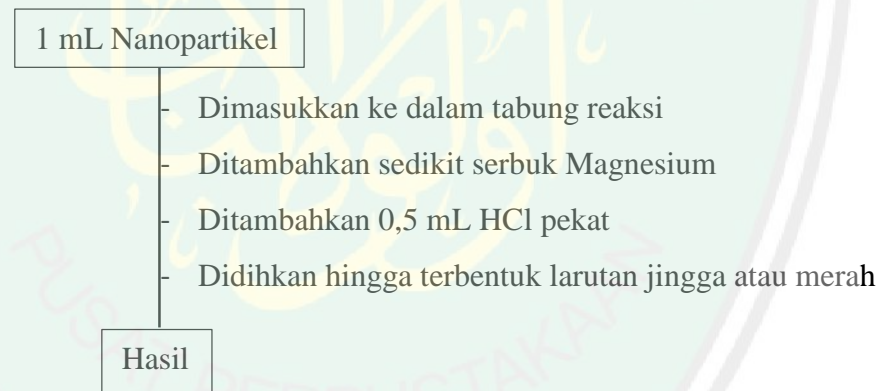 1 mL Nanopartikel
- Dimasukkan ke dalam tabung reaksi
- Ditambahkan sedikit serbuk Magnesium
- Ditambahkan 0,5 mL HCl pekat
- Didihkan hingga terbentuk larutan jingga atau merah
Hasil